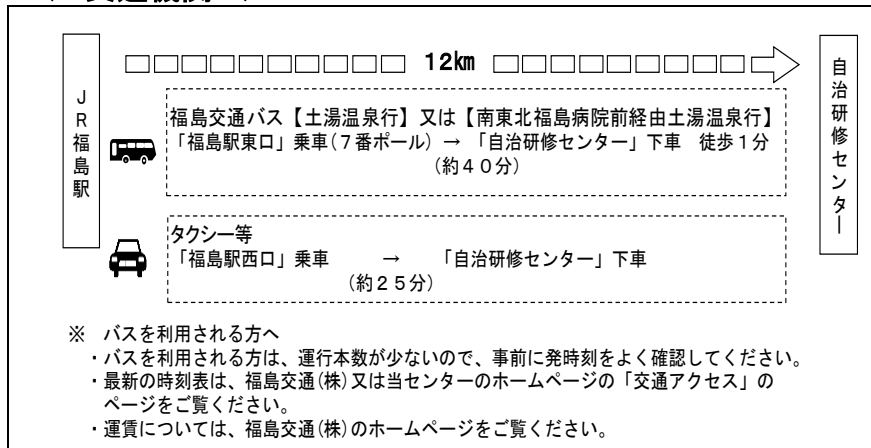 12㎞
JR福島駅
自治研修センター
福島交通バス【土湯温泉行】又は【南東北福島病院前経由土湯温泉行】
「福島駅東口」乗車(7番ポール) → 「自治研修センター」下車 徒歩1分
(約40分)
タクシー等
「福島駅西口」乗車 → 「自治研修センター」下車
(約25分)
※ バスを利用される方へ
・バスを利用される方は、運行本数が少ないので、事前に発時刻をよく確認してください。
・最新の時刻表は、福島交通(株)又は当センターのホームページの「交通アクセス」の
ページをご覧ください。
・運賃については、福島交通(株)のホームページをご覧ください。